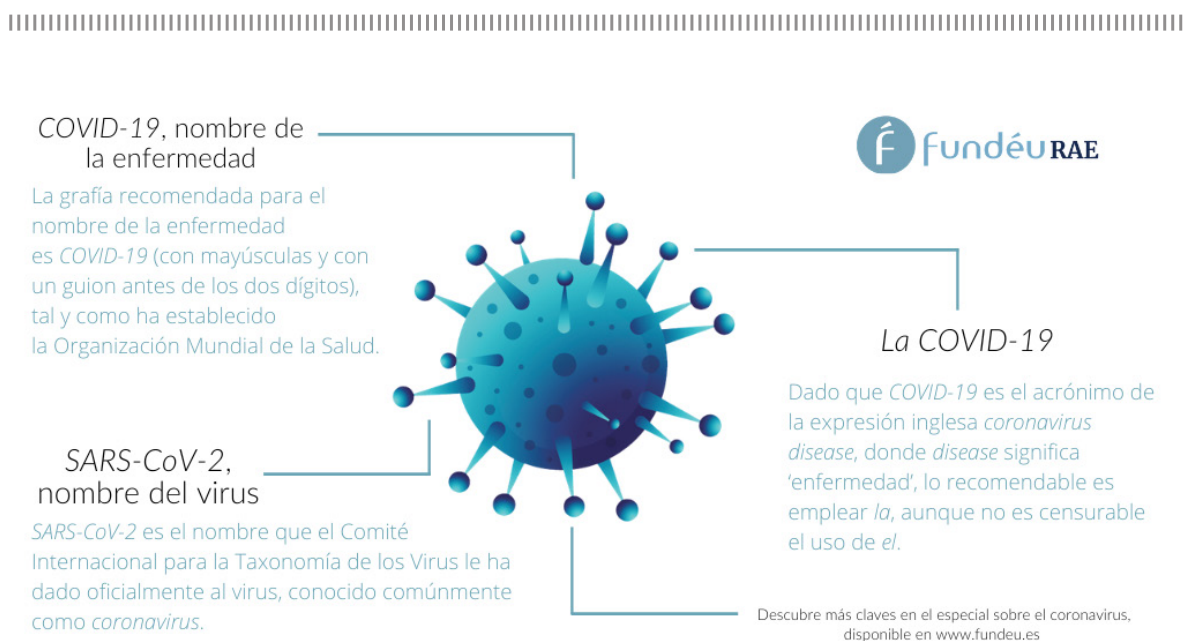 COVID-19, nombre de
la enfermedad
La grafía recomendada para el
nombre de la enfermedad
es COVID-19 (con mayúsculas y con
un guion antes de los dos dígitos),
tal y como ha establecido
la Organización Mundial de la Salud.
SARS-CoV-2,
nombre del virus
SARS-CoV-2 es el nombre que el Comité
Internacional para la Taxonomía de los Virus le ha
dado oficialmente al virus, conocido comúnmente
como coronavirus.
É fundéu RAE
La COVID-19
Dado que COVID-19 es el acrónimo de
la expresión inglesa coronavirus
disease, donde disease significa
‘enfermedad’, lo recomendable es
emplear la, aunque no es censurable
el uso de el.
Descubre más claves en el especial sobre el coronavirus,
disponible en www.fundeu.es